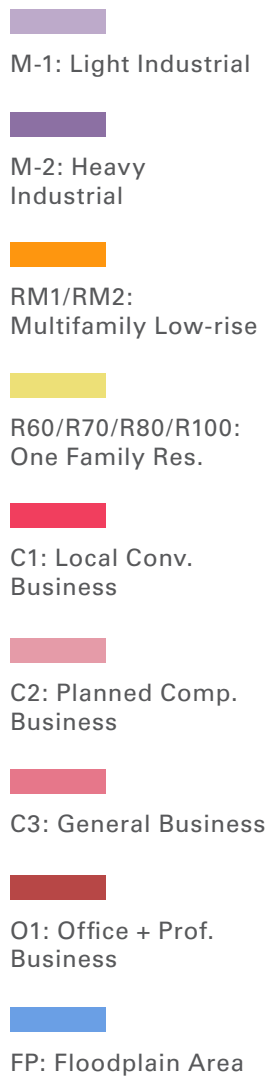 M-1: Light Industrial
M-2: Heavy
Industrial
RM1/RM2:
Multifamily Low-rise
R60/R70/R80/R100:
One Family Res.
C1: Local Conv.
Business
C2: Planned Comp.
Business
C3: General Business
O1: Office + Prof.
Business
FP: Floodplain Area